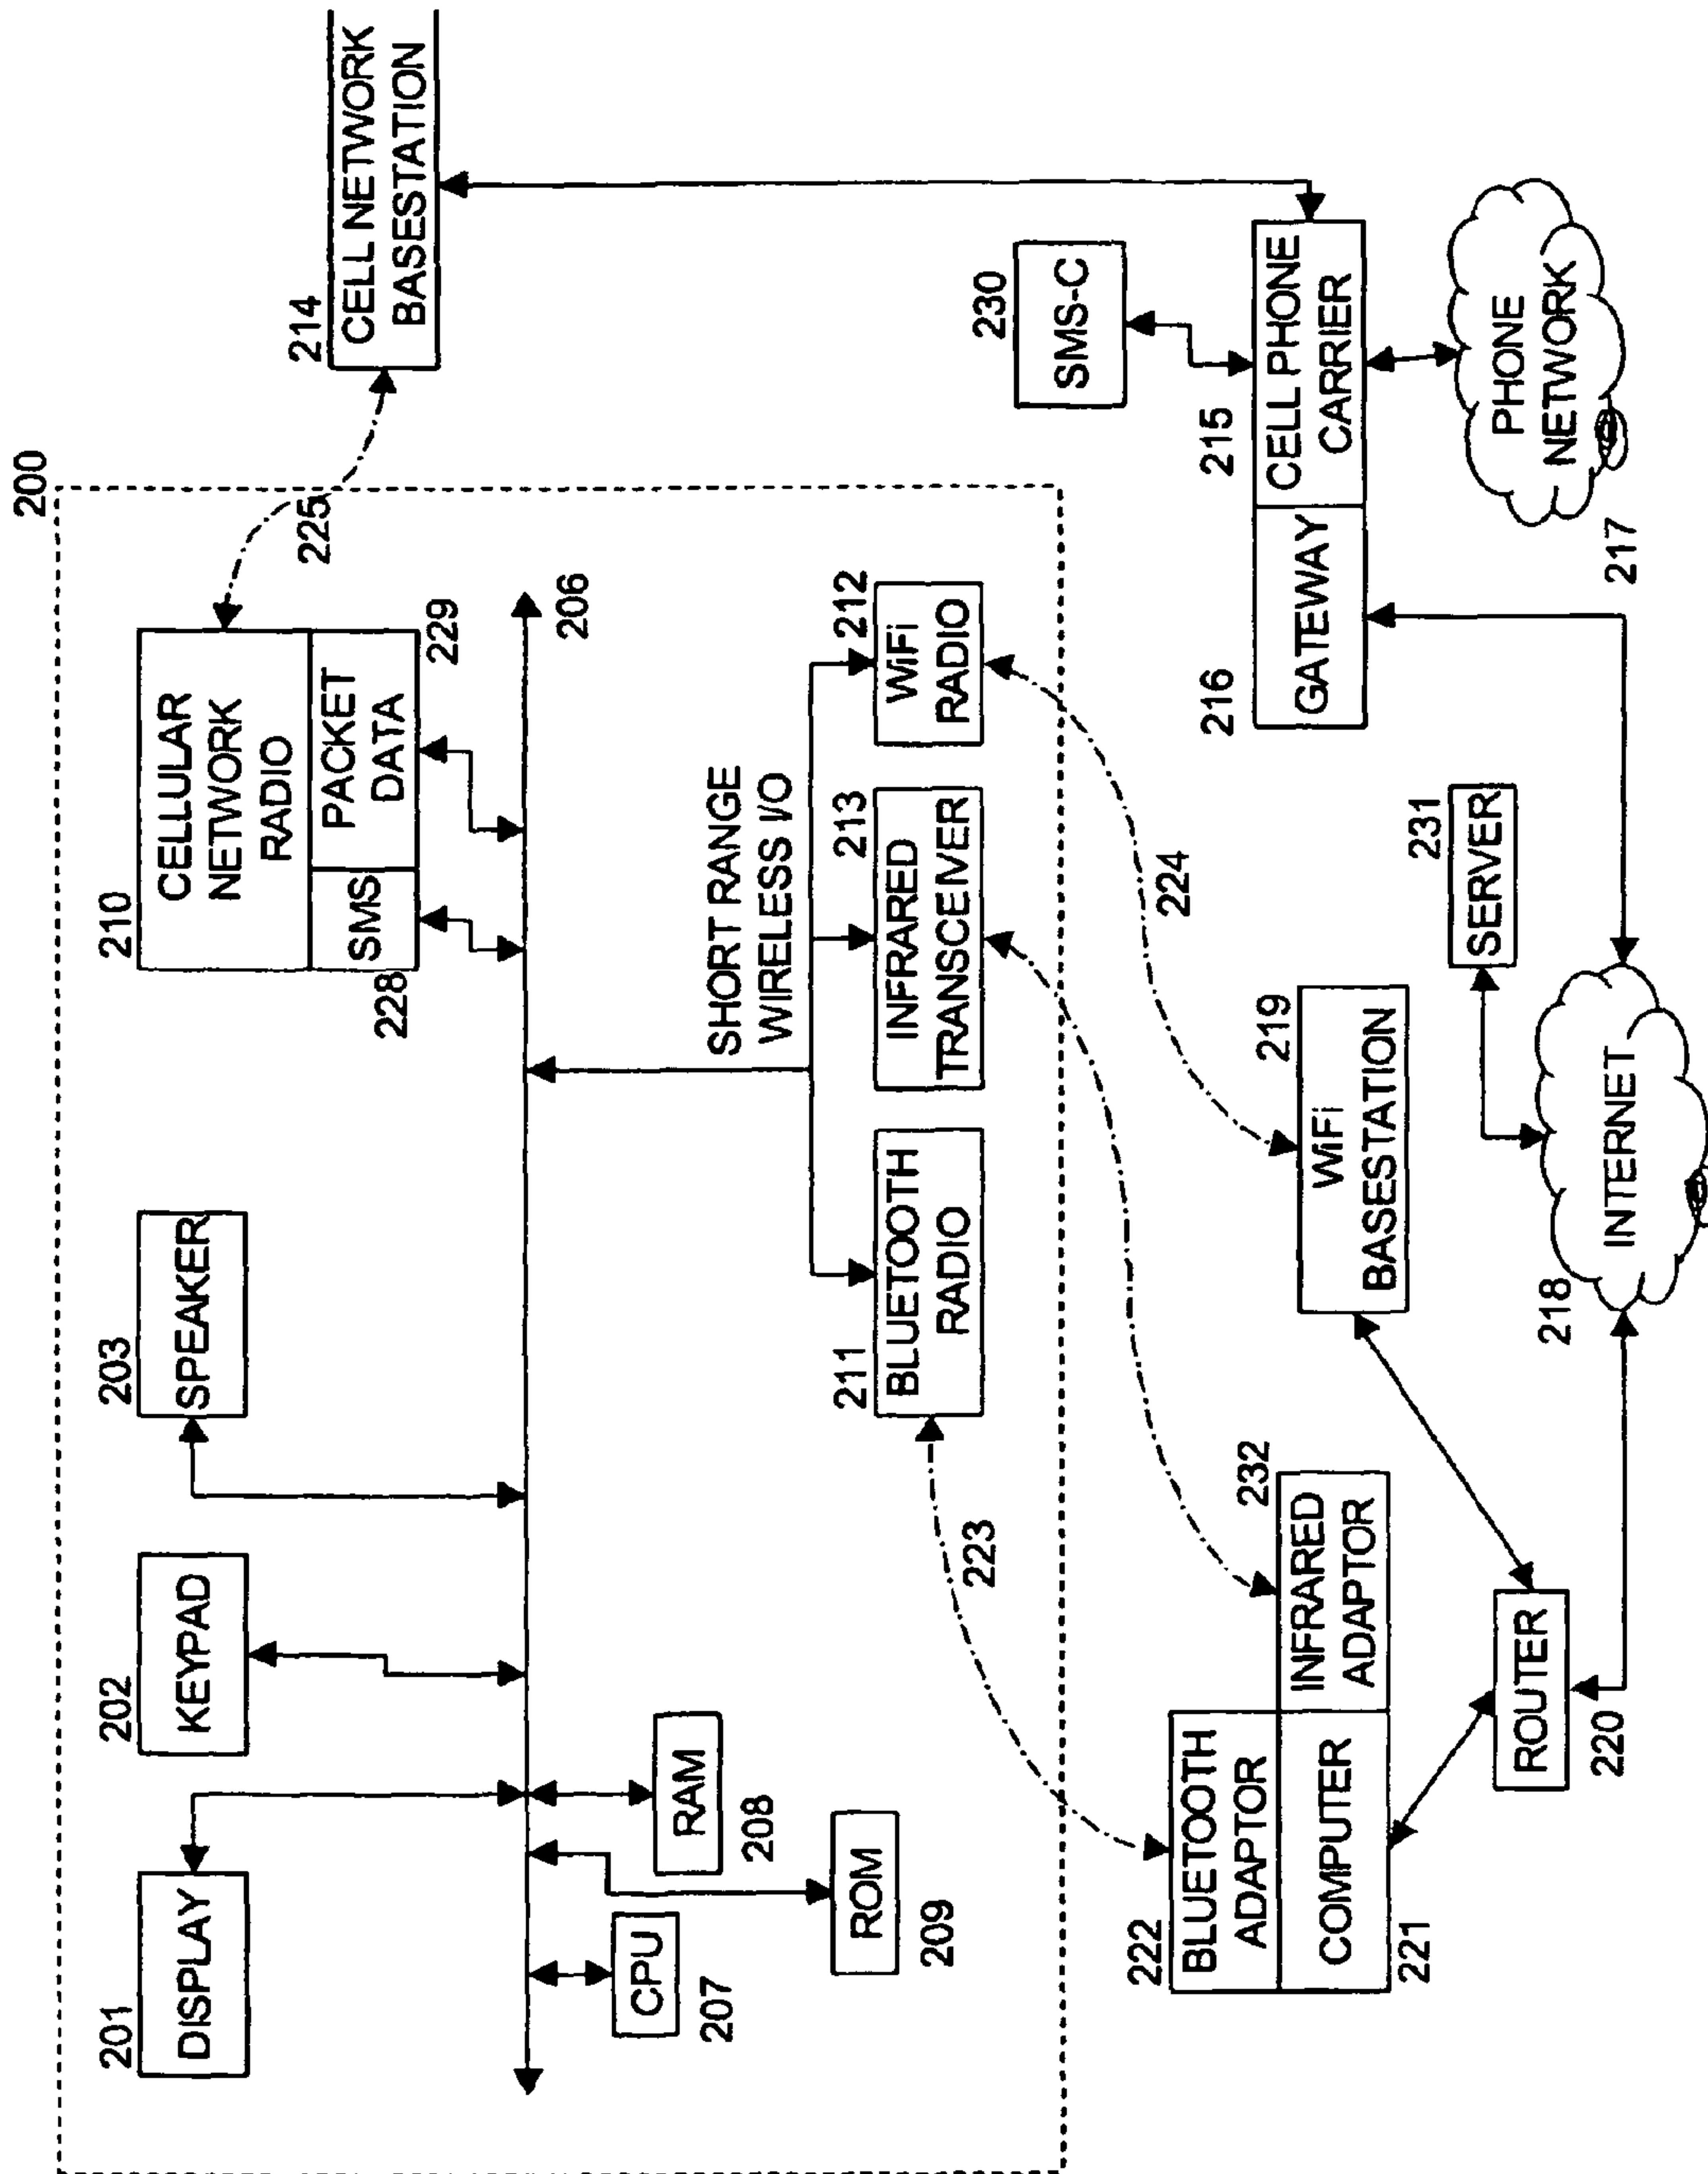 200
210
CELLULAR
NETWORK
RADIO
SMS
PACKET
DATA
228
229
225
214
CELL NETWORK
BASESTATION
201
DISPLAY
202
KEYPAD
203
SPEAKER
206
CPU
207
RAM
208
ROM
209
SHORT RANGE
WIRELESS I/O
211
BLUETOOTH
RADIO
213
INFRARED
TRANSCEIVER
212
WiFi
RADIO
223
224
230
SMS-C
222
BLUETOOTH
ADAPTOR
COMPUTER
221
232
INFRARED
ADAPTOR
219
WiFi
BASESTATION
216
GATEWAY
215
CELL PHONE
CARRIER
231
SERVER
ROUTER
220
218
INTERNET
217
PHONE
NETWORK